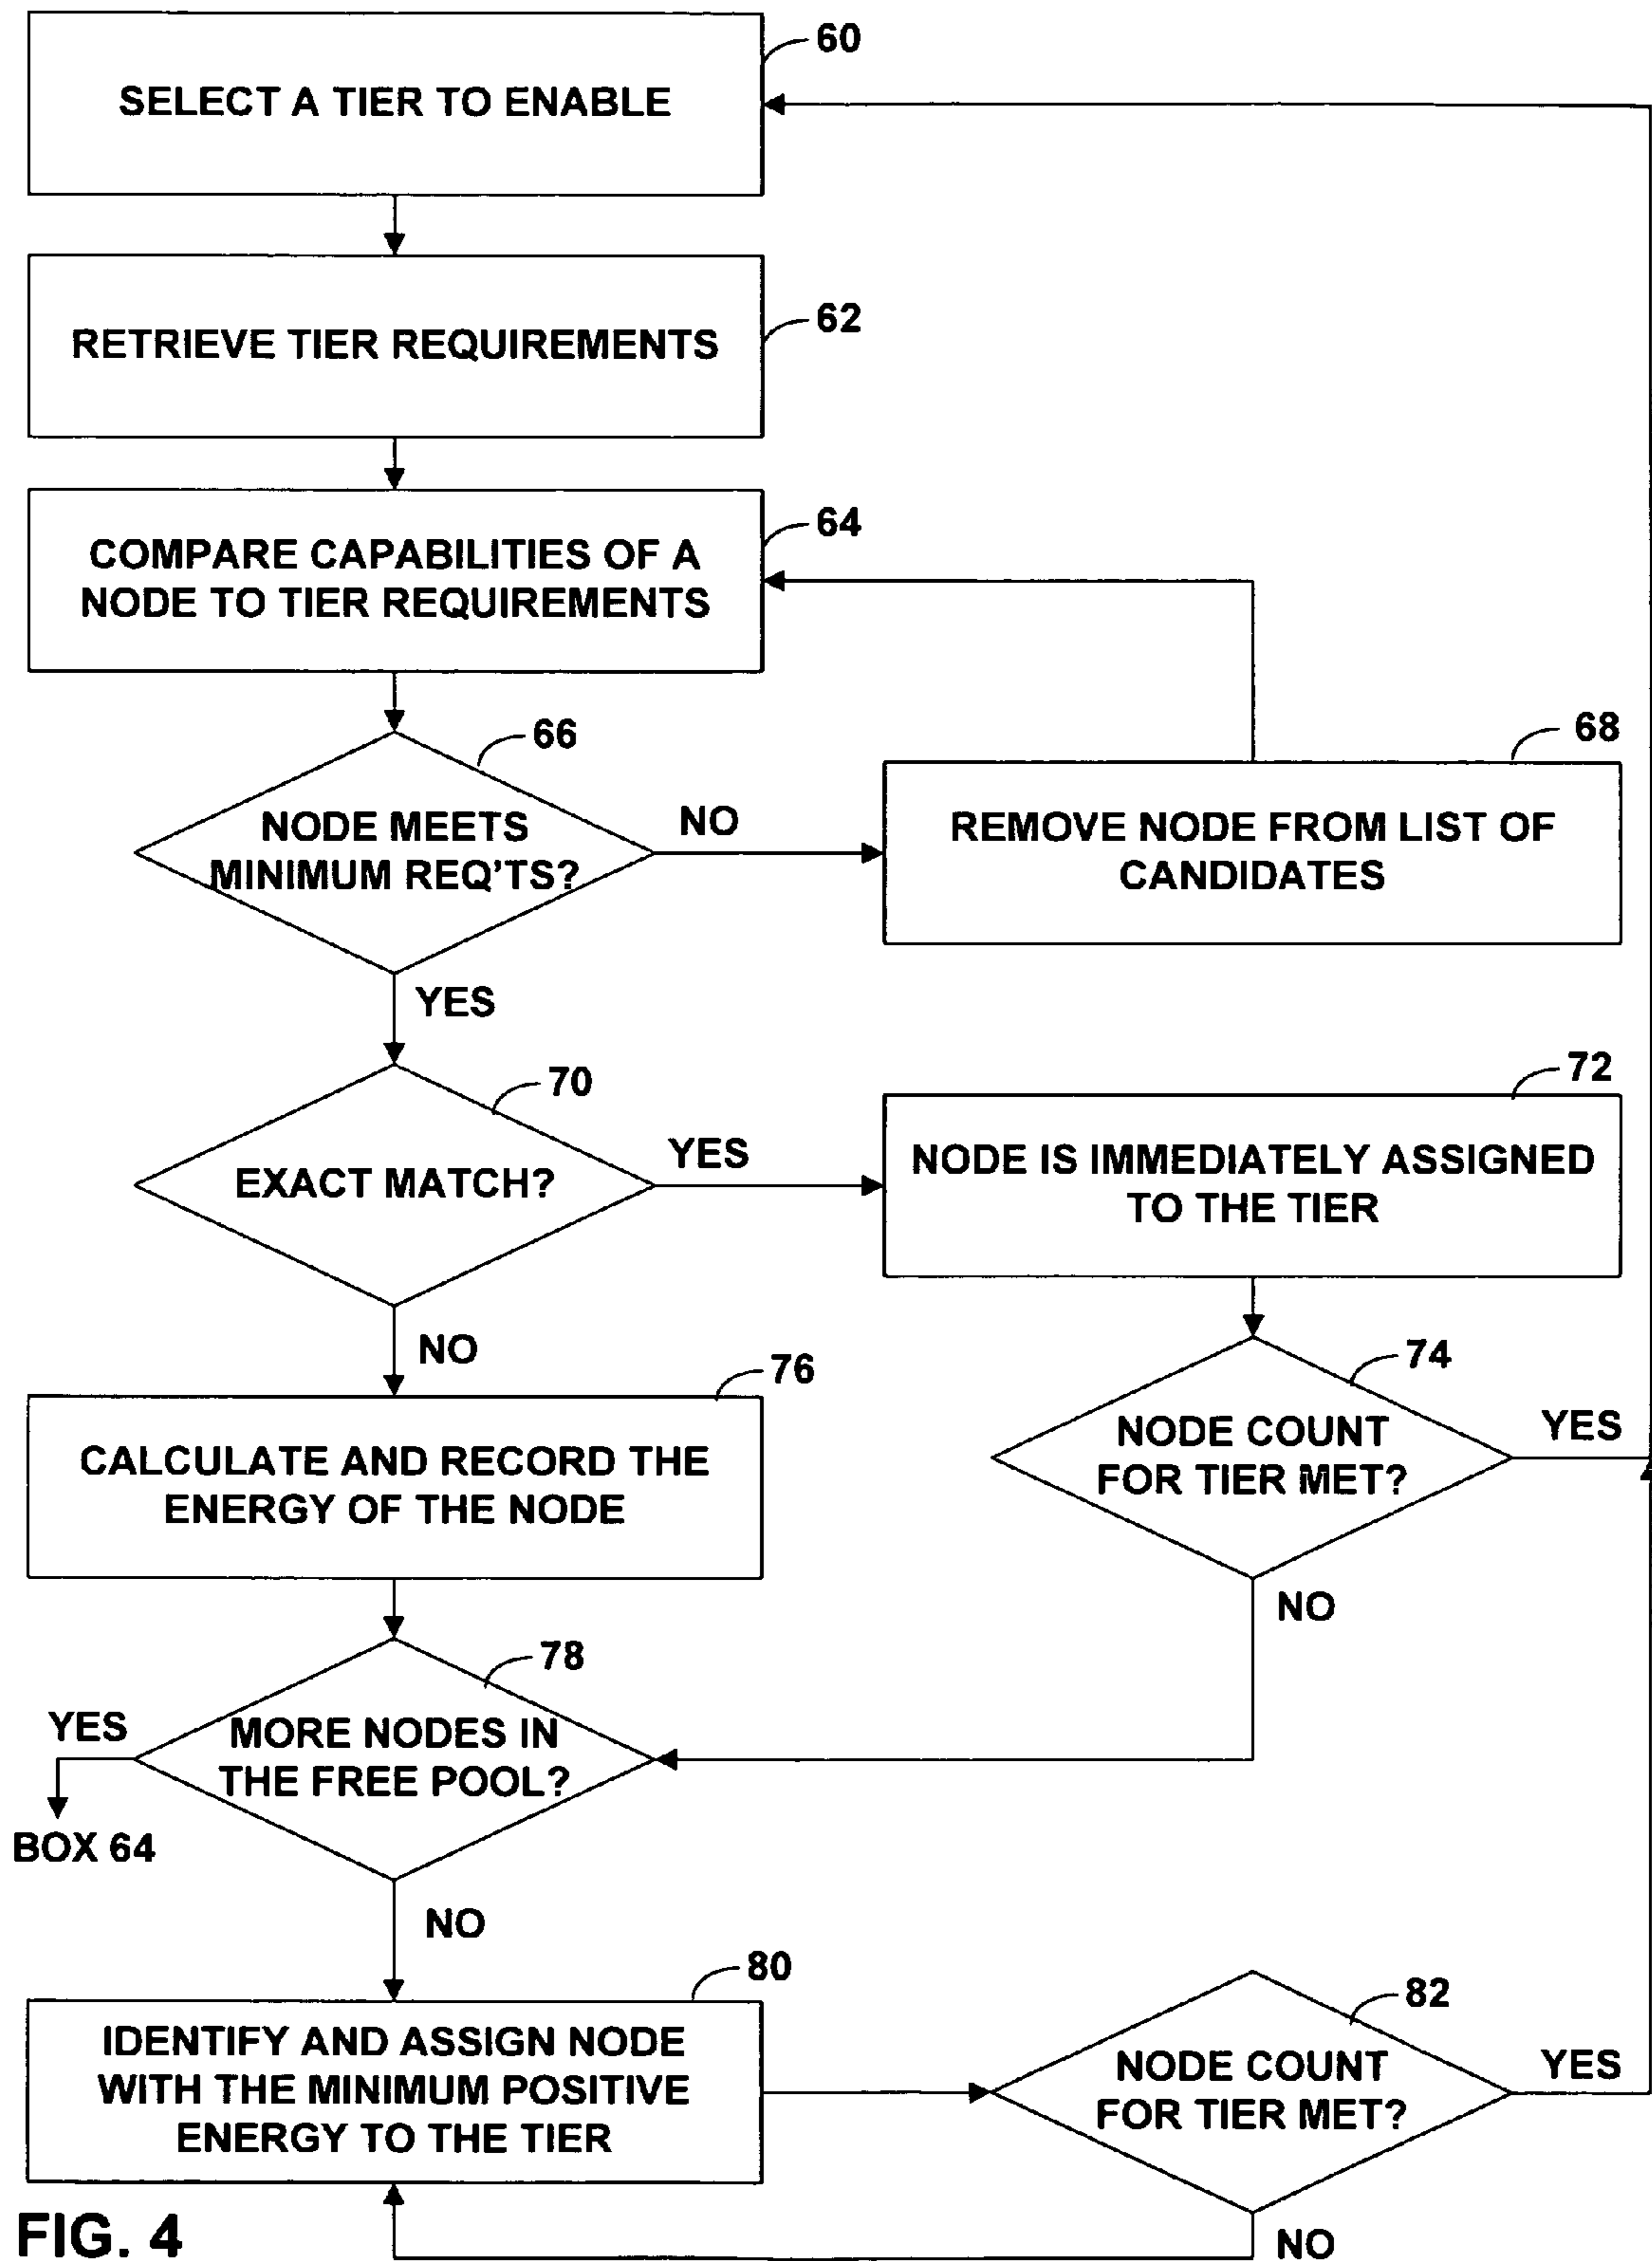 60
SELECT A TIER TO ENABLE
62
RETRIEVE TIER REQUIREMENTS
64
COMPARE CAPABILITIES OF A
NODE TO TIER REQUIREMENTS
66
NODE MEETS
MINIMUM REQ'TS?
NO
68
REMOVE NODE FROM LIST OF
CANDIDATES
YES
70
EXACT MATCH?
YES
72
NODE IS IMMEDIATELY ASSIGNED
TO THE TIER
NO
74
NODE COUNT
FOR TIER MET?
YES
NO
76
CALCULATE AND RECORD THE
ENERGY OF THE NODE
78
MORE NODES IN
THE FREE POOL?
YES
BOX 64
NO
80
IDENTIFY AND ASSIGN NODE
WITH THE MINIMUM POSITIVE
ENERGY TO THE TIER
82
NODE COUNT
FOR TIER MET?
YES
NO
FIG. 4